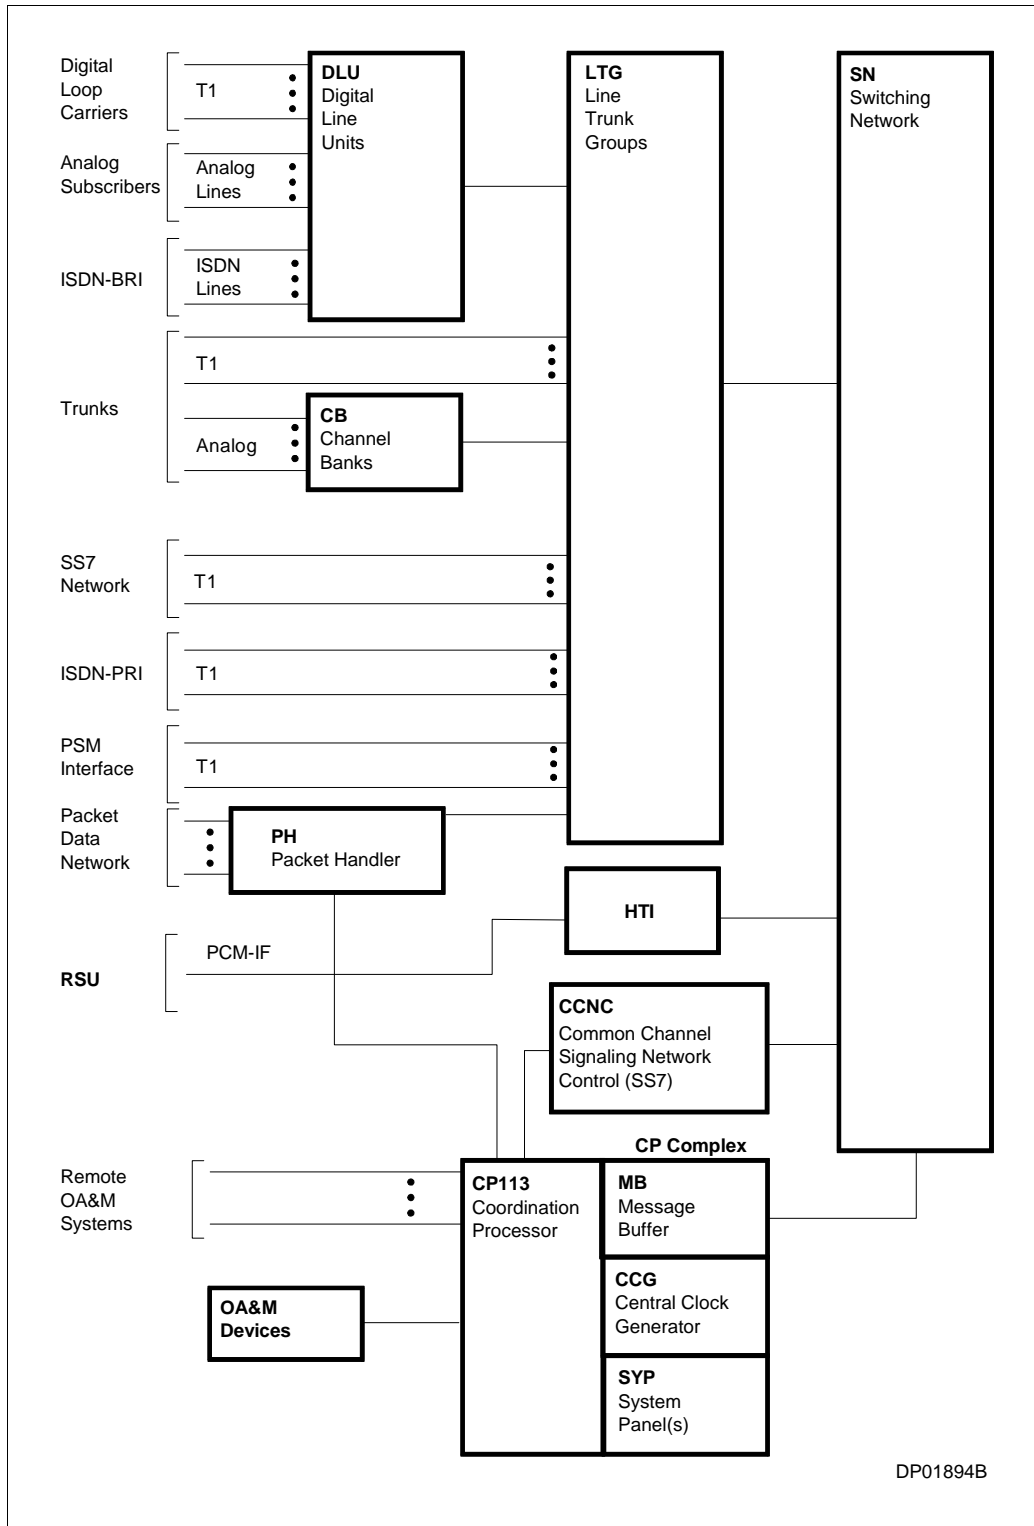 Digital
Loop
Carriers
T1
DLU
Digital
Line
Units
LTG
Line
Trunk
Groups
SN
Switching
Network
Analog
Subscribers
Analog
Lines
ISDN-BRI
ISDN
Lines
Trunks
T1
Analog
CB
Channel
Banks
SS7
Network
T1
ISDN-PRI
T1
PSM
Interface
T1
Packet
Data
Network
PH
Packet Handler
HTI
RSU
PCM-IF
CCNC
Common Channel
Signaling Network
Control (SS7)
CP Complex
Remote
OA&M
Systems
CP113
Coordination
Processor
MB
Message
Buffer
CCG
Central Clock
Generator
OA&M
Devices
SYP
System
Panel(s)
DP01894B